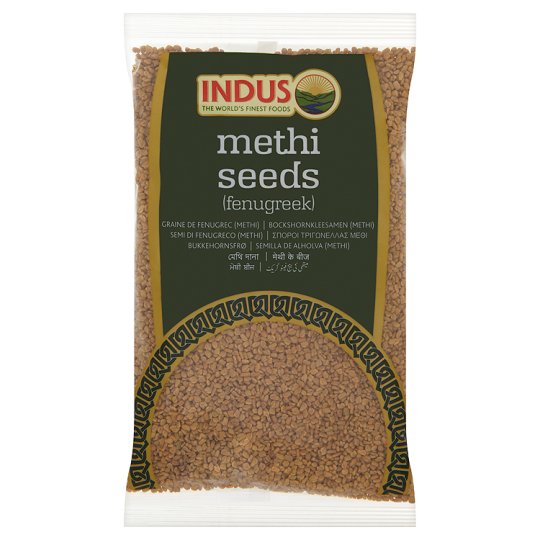 INDUS
THE WORLD'S FINEST FOODS
methi
seeds
(fenugreek)
GRAINE DE FENUGREC (METHI) | BOCKSHORNKLEESAMEN (METHI)
SEMI DI FENUGRECO (METHI) | ΣΠΟΡΟΙ ΤΡΙΓΩΝΕΛΛΑΣ ΜΕΘΙ
BUKKEHORNSFRØ | SEMILLA DE ALHOLVA (METHI)
মেথি দানা | मेथी के बीज